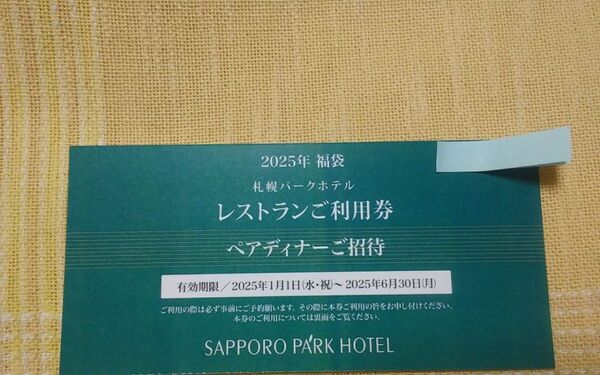 2025年 福袋
札幌パークホテル
レストランご利用券
ペアディナーご招待
有効期限／2025年1月1日(水・祝)～2025年6月30日(月)
ご利用の際は必ず事前にご予約願います。その際に本券ご利用の旨をお申し付けください。
本券のご利用については裏面をご覧ください。
SAPPORO PARK HOTEL